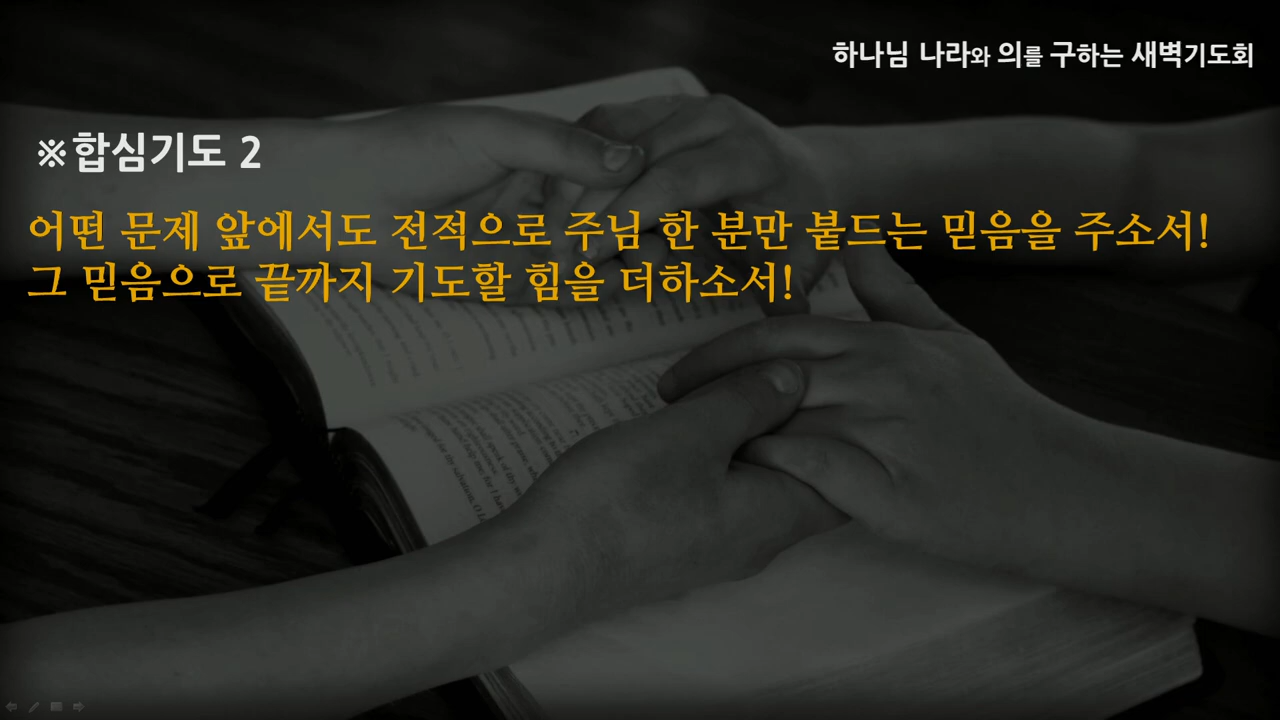 하나님 나라와 의를 구하는 새벽기도회
※합심기도 2
어떤 문제 앞에서도 전적으로 주님 한 분만 붙드는 믿음을 주소서!
그 믿음으로 끝까지 기도할 힘을 더하소서!